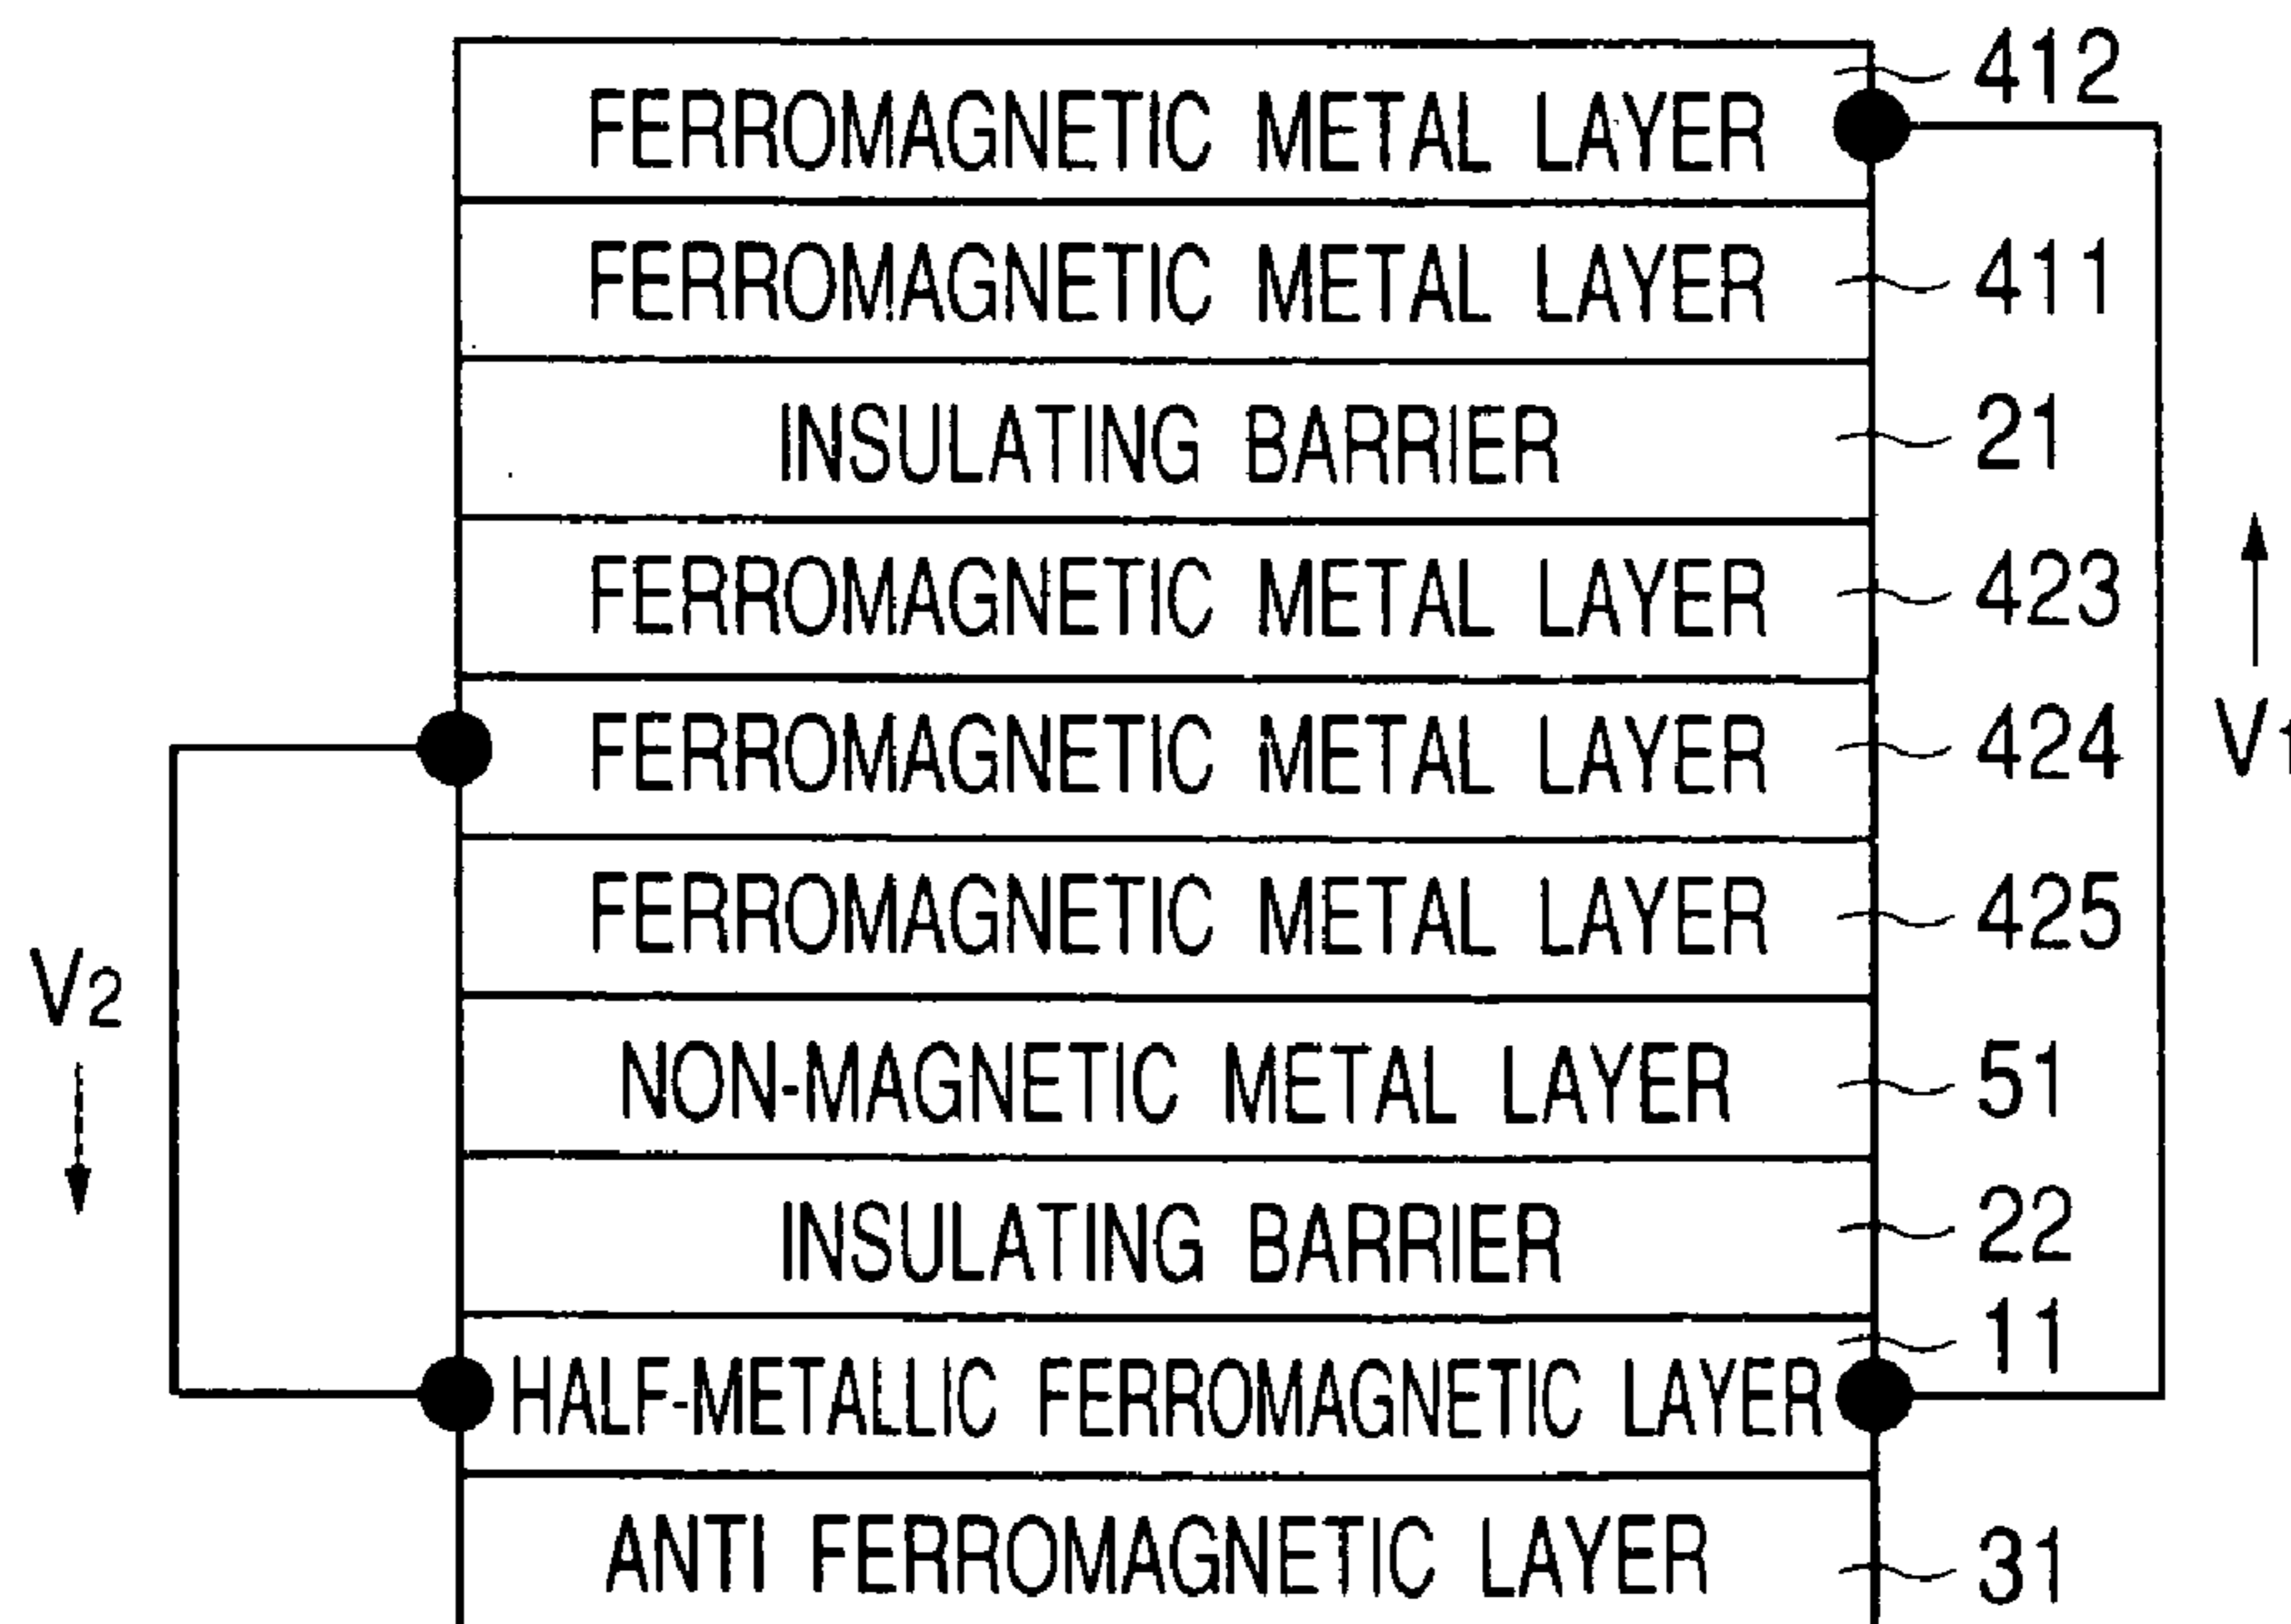 FERROMAGNETIC METAL LAYER 412
FERROMAGNETIC METAL LAYER 411
INSULATING BARRIER 21
FERROMAGNETIC METAL LAYER 423
FERROMAGNETIC METAL LAYER 424
V1
FERROMAGNETIC METAL LAYER 425
V2
NON-MAGNETIC METAL LAYER 51
INSULATING BARRIER 22
11
HALF-METALLIC FERROMAGNETIC LAYER
ANTI FERROMAGNETIC LAYER 31